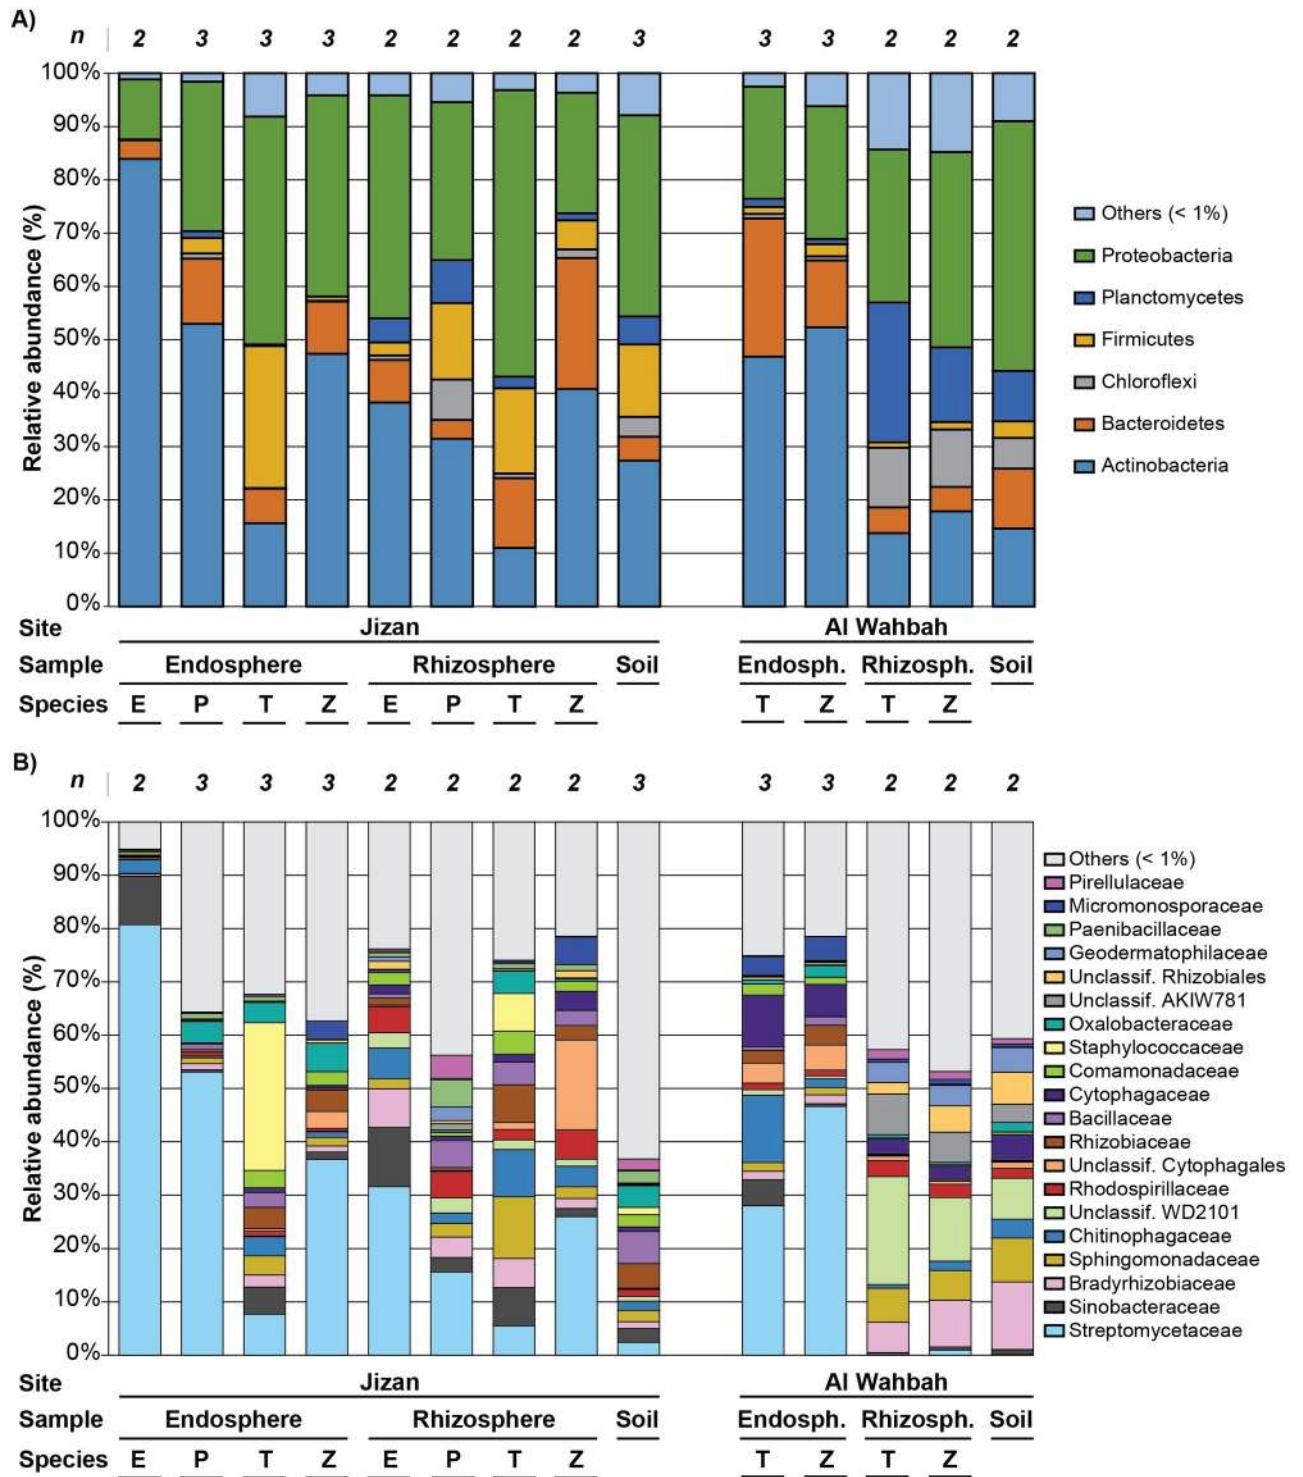 A)
n 2 3 3 3 2 2 2 2 3 3 3 2 2 2
100%
90%
80%
70%
60%
50%
40%
30%
20%
10%
0%
Relative abundance (%)
Others (< 1%)
Proteobacteria
Planctomycetes
Firmicutes
Chloroflexi
Bacteroidetes
Actinobacteria
Site Jizan Al Wahbah
Sample Endosphere Rhizosphere Soil Endosph. Rhizosph. Soil
Species E P T Z E P T Z T Z T Z
B)
n 2 3 3 3 2 2 2 2 3 3 3 2 2 2
100%
90%
80%
70%
60%
50%
40%
30%
20%
10%
0%
Relative abundance (%)
Others (< 1%)
Pirellulaceae
Micromonosporaceae
Paenibacillaceae
Geodermatophilaceae
Unclassif. Rhizobiales
Unclassif. AKIW781
Oxalobacteraceae
Staphylococcaceae
Comamonadaceae
Cytophagaceae
Bacillaceae
Rhizobiaceae
Unclassif. Cytophagales
Rhodospirillaceae
Unclassif. WD2101
Chitinophagaceae
Sphingomonadaceae
Bradyrhizobiaceae
Sinobacteraceae
Streptomycetaceae
Site Jizan Al Wahbah
Sample Endosphere Rhizosphere Soil Endosph. Rhizosph. Soil
Species E P T Z E P T Z T Z T Z